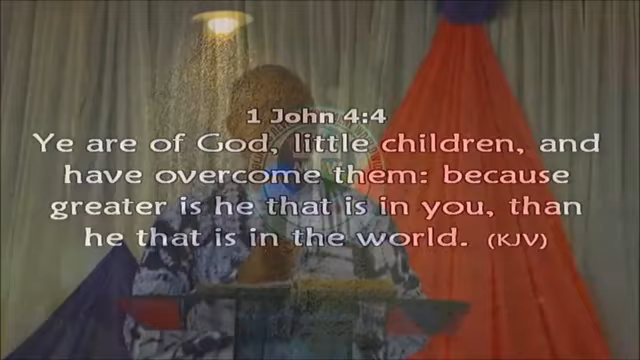 1 John 4:4
Ye are of God, little children, and
have overcome them: because
greater is he that is in you, than
he that is in the world. (KJV)